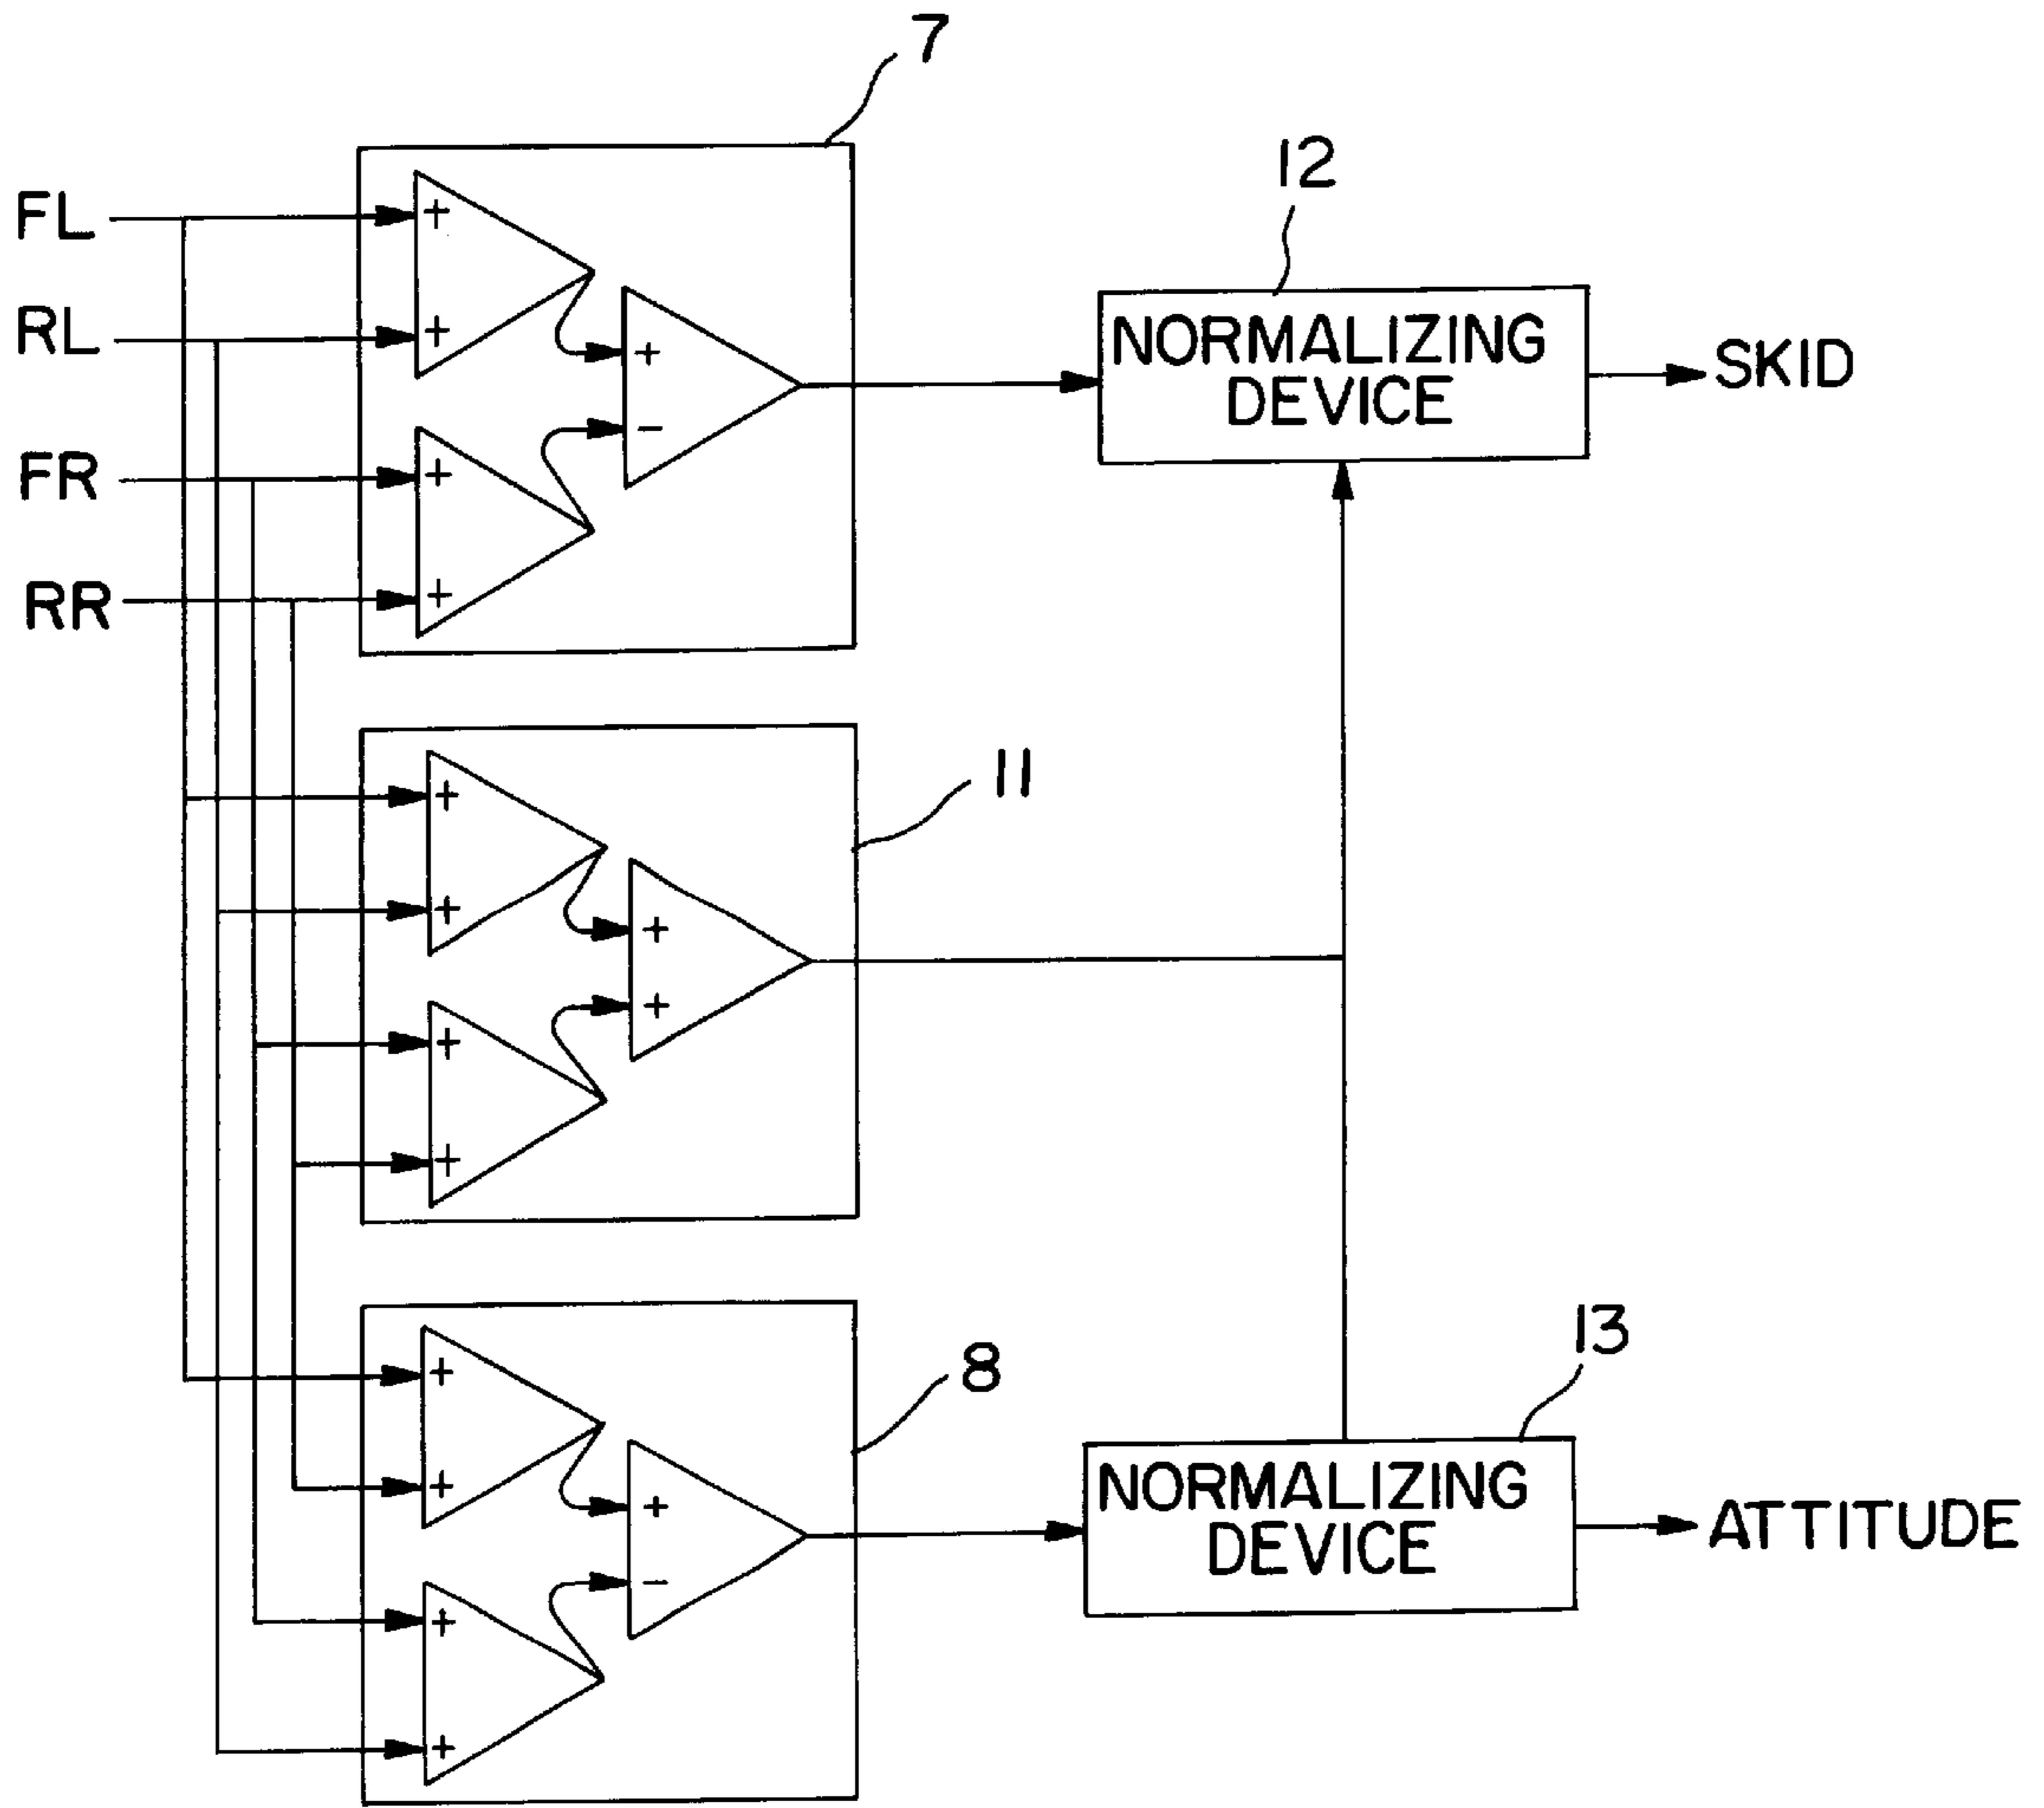 7
12
FL
+
RL
+
+
NORMALIZING
DEVICE
SKID
−
FR
+
RR
+
11
+
+
+
+
+
+
13
8
+
+
+
NORMALIZING
DEVICE
ATTITUDE
−
+
+